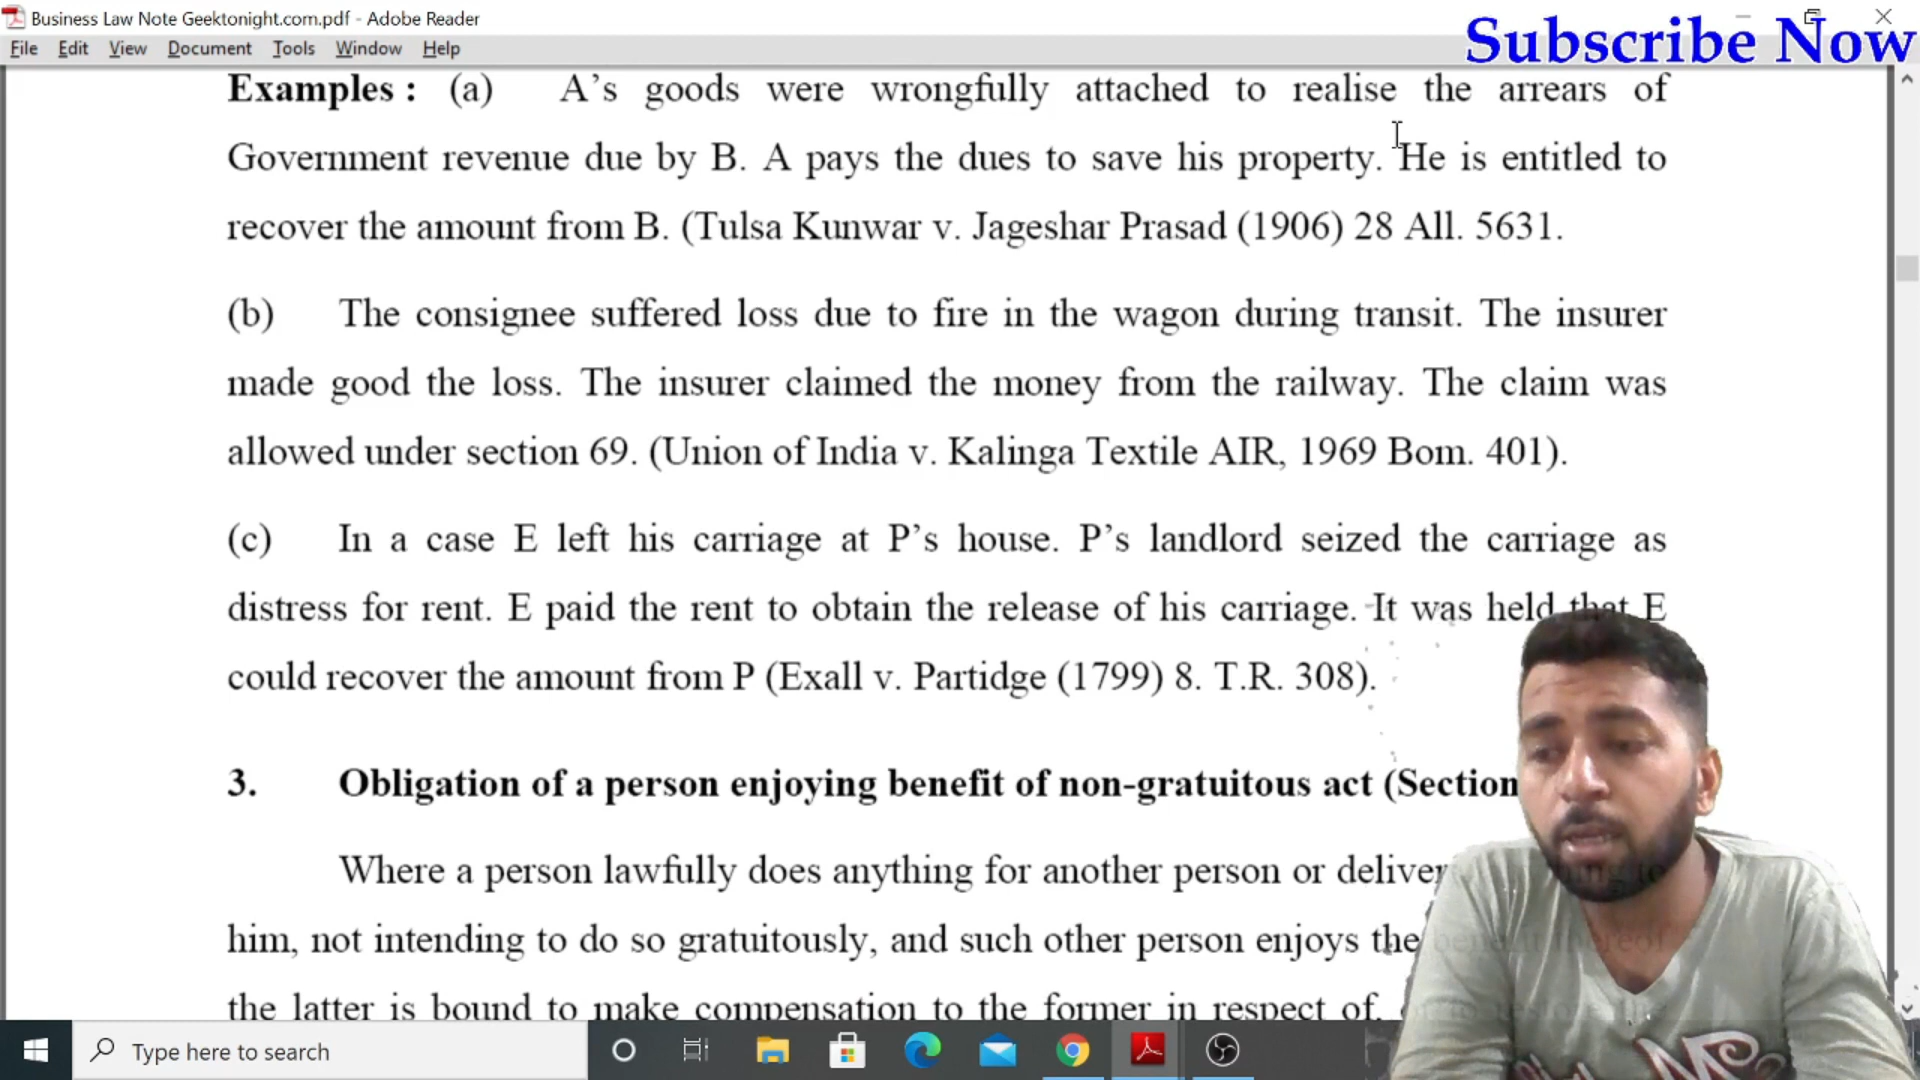 Business Law Note Geektonight.com.pdf - Adobe Reader
Subscribe Now
File Edit View Document Tools Window Help
Examples : (a) A’s goods were wrongfully attached to realise the arrears of
Government revenue due by B. A pays the dues to save his property. He is entitled to
recover the amount from B. (Tulsa Kunwar v. Jageshar Prasad (1906) 28 All. 5631.
(b) The consignee suffered loss due to fire in the wagon during transit. The insurer
made good the loss. The insurer claimed the money from the railway. The claim was
allowed under section 69. (Union of India v. Kalinga Textile AIR, 1969 Bom. 401).
(c) In a case E left his carriage at P’s house. P’s landlord seized the carriage as
distress for rent. E paid the rent to obtain the release of his carriage. It was held that E
could recover the amount from P (Exall v. Partidge (1799) 8. T.R. 308).
3. Obligation of a person enjoying benefit of non-gratuitous act (Section
Where a person lawfully does anything for another person or to
him, not intending to do so gratuitously, and such other person enjoys the benefit thereof
the latter is bound to make compensation to the former in respect of,
Type here to search